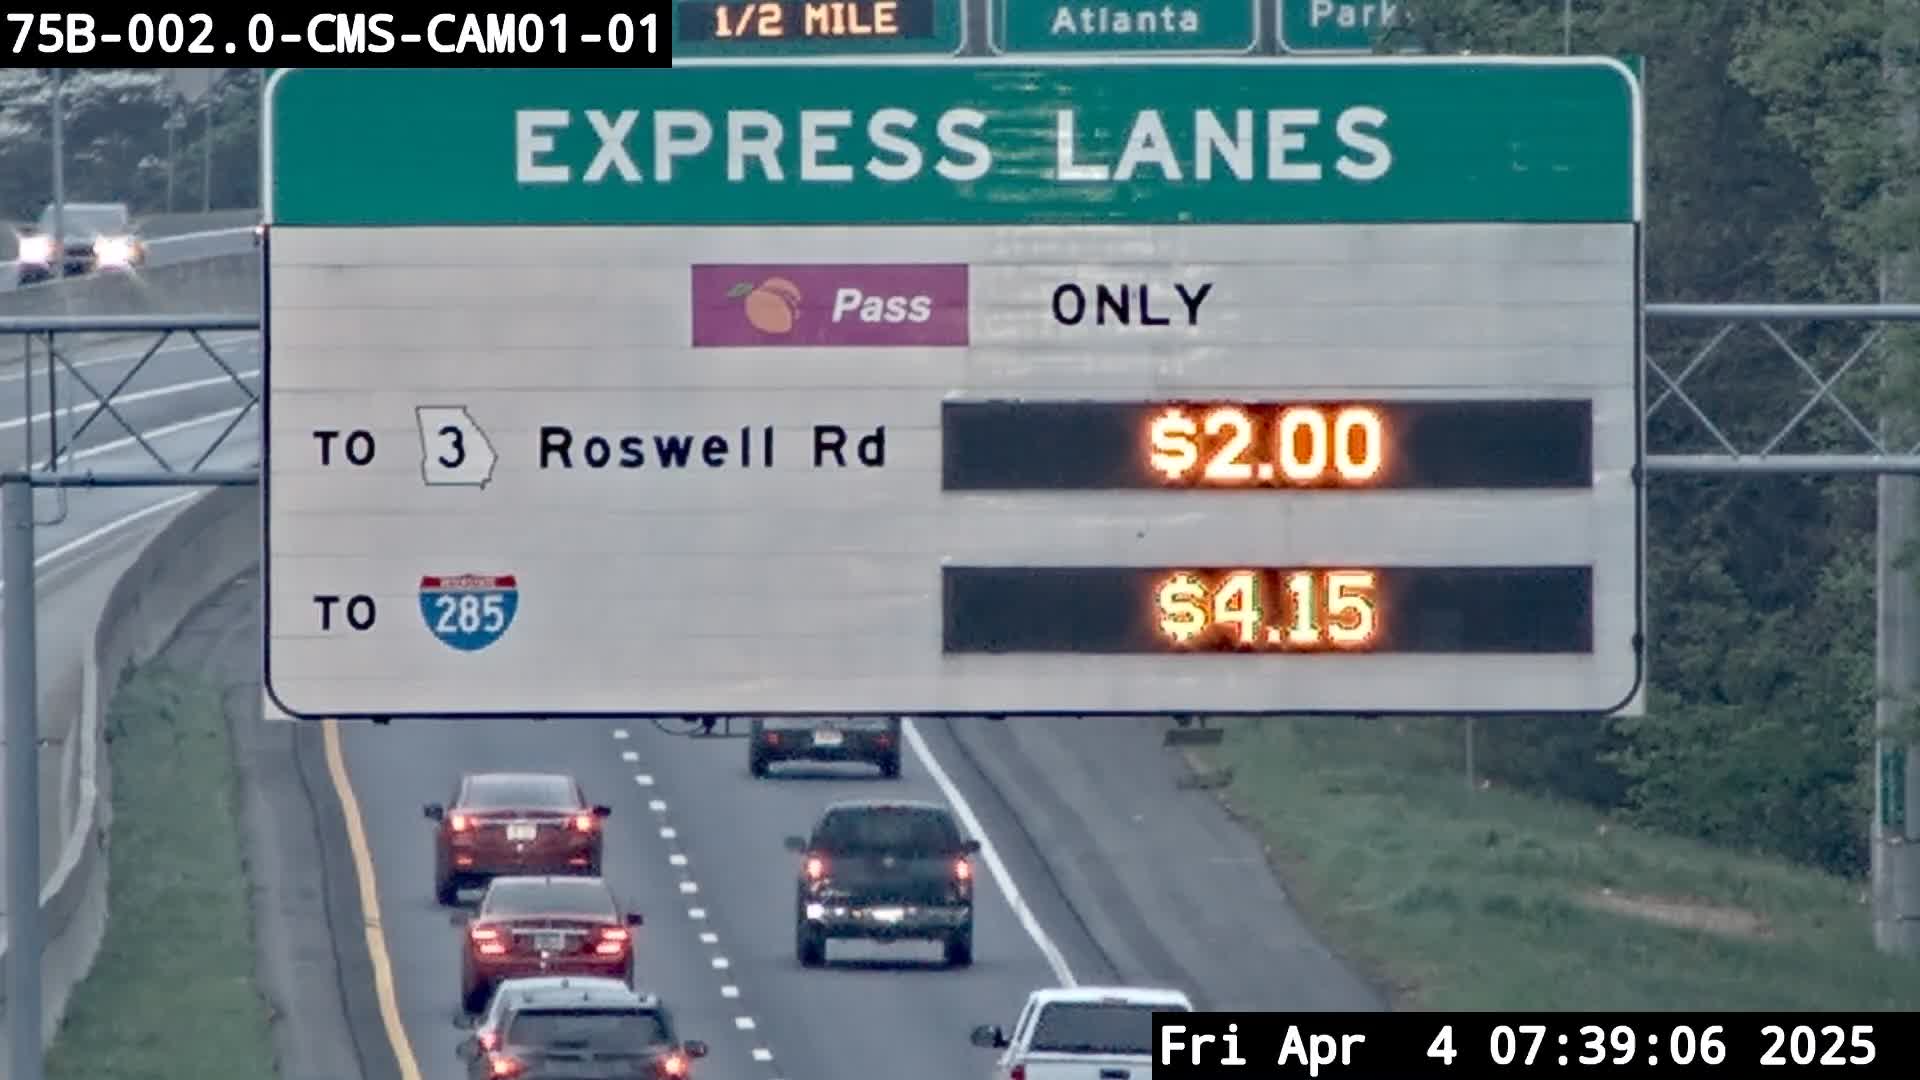 75B-002.0-CMS-CAM01-01
1/2 MILE
Atlanta
Park
EXPRESS LANES
Pass ONLY
TO 3 Roswell Rd $2.00
TO 285 $4.15
Fri Apr 4 07:39:06 2025